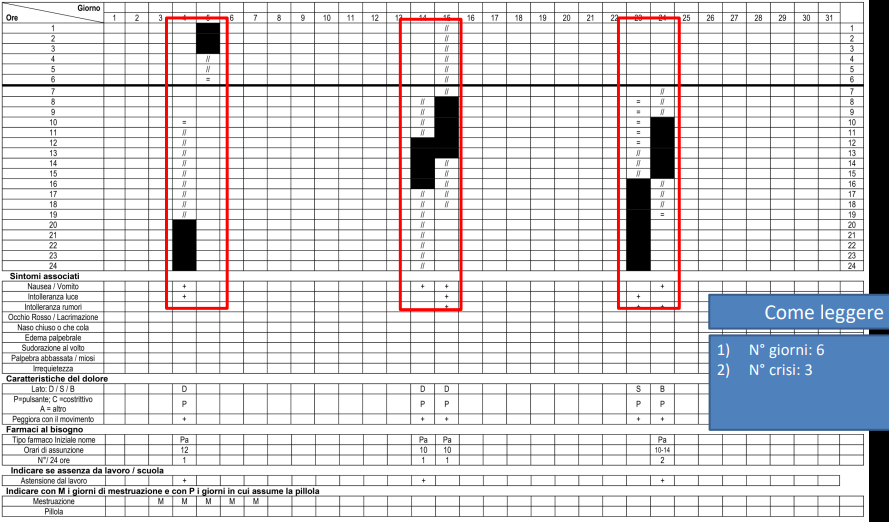 Giorno
Ore 1 2 3 4 5 6 7 8 9 10 11 12 13 14 15 16 17 18 19 20 21 22 23 24 25 26 27 28 29 30 31
1 // 1
2 // 2
3 // 3
4 // // 4
5 // // 5
6 = // 6
7 // // 7
8 // = // 8
9 // = // 9
10 = // = 10
11 // // = 11
12 // = 12
13 // // 13
14 // // // 14
15 // // // 15
16 // // // 16
17 // // // // 17
18 // // // // 18
19 // // = 19
20 // 20
21 // 21
22 // 22
23 // 23
24 // 24
Sintomi associati
Nausea / Vomito + + + +
Intolleranza luce + + +
Intolleranza rumori + + +
Occhio Rosso / Lacrimazione
Naso chiuso o che cola
Edema palpebrale
Sudorazione al volto
Palpebra abbassata / miosi
Irrequietezza
Caratteristiche del dolore
Lato: D / S / B D D D S B
P=pulsante; C =costrittivo
A = altro P P P P P
Peggiora con il movimento + + + + +
Farmaci al bisogno
Tipo farmaco Iniziale nome Pa Pa Pa Pa
Orari di assunzione 12 10 10 10-14
N°/ 24 ore 1 1 1 2
Indicare se assenza da lavoro / scuola
Astensione dal lavoro + + +
Indicare con M i giorni di mestruazione e con P i giorni in cui assume la pillola
Mestruazione M M M M M
Pillola
Come leggere
1) N° giorni: 6
2) N° crisi: 3